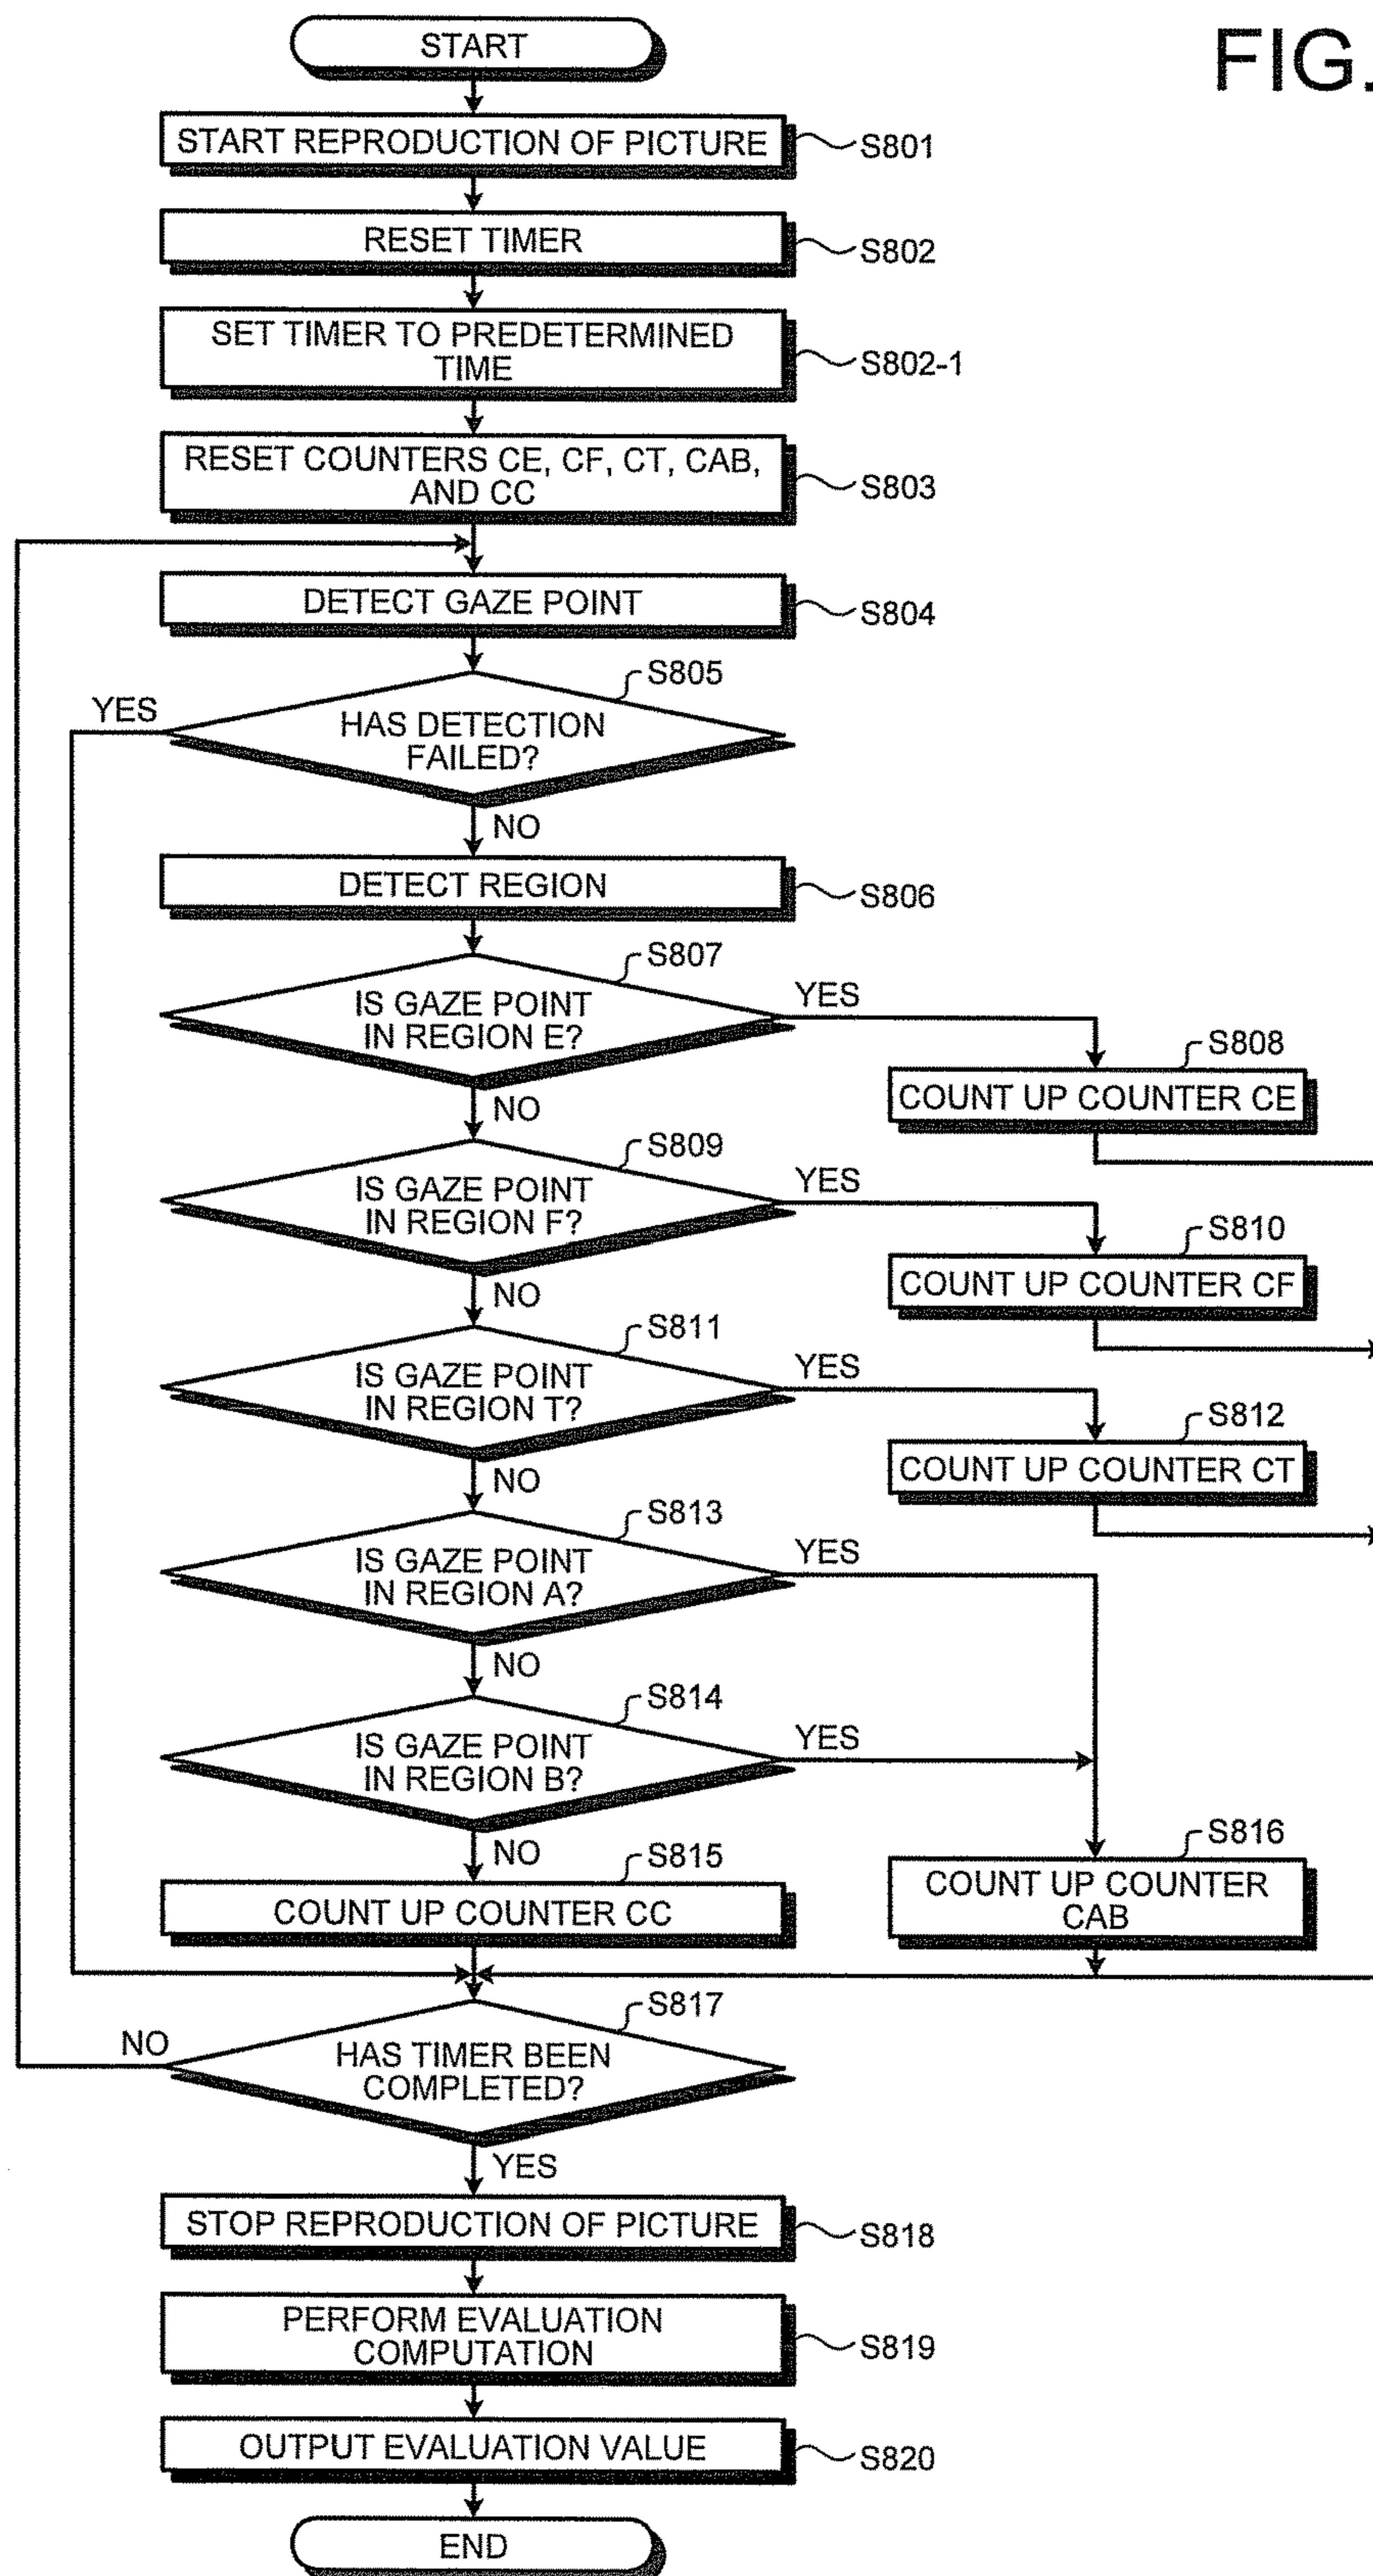 FIG.
START
START REPRODUCTION OF PICTURE
S801
RESET TIMER
S802
SET TIMER TO PREDETERMINED
TIME
S802-1
RESET COUNTERS CE, CF, CT, CAB,
AND CC
S803
DETECT GAZE POINT
S804
S805
YES
HAS DETECTION
FAILED?
NO
DETECT REGION
S806
S807
IS GAZE POINT
IN REGION E?
YES
S808
COUNT UP COUNTER CE
NO
S809
IS GAZE POINT
IN REGION F?
YES
S810
COUNT UP COUNTER CF
NO
S811
IS GAZE POINT
IN REGION T?
YES
S812
COUNT UP COUNTER CT
NO
S813
IS GAZE POINT
IN REGION A?
YES
NO
S814
IS GAZE POINT
IN REGION B?
YES
NO
S815
COUNT UP COUNTER CC
S816
COUNT UP COUNTER
CAB
S817
NO
HAS TIMER BEEN
COMPLETED?
YES
STOP REPRODUCTION OF PICTURE
S818
PERFORM EVALUATION
COMPUTATION
S819
OUTPUT EVALUATION VALUE
S820
END